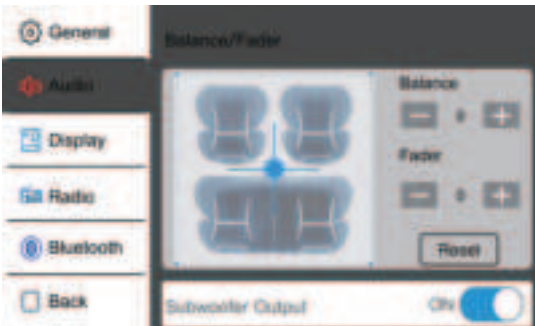 General
Balance/Fader
Audio
Display
Radio
Bluetooth
Back
Balance
- 0 +
Fader
- 0 +
Reset
Subwoofer Output
ON